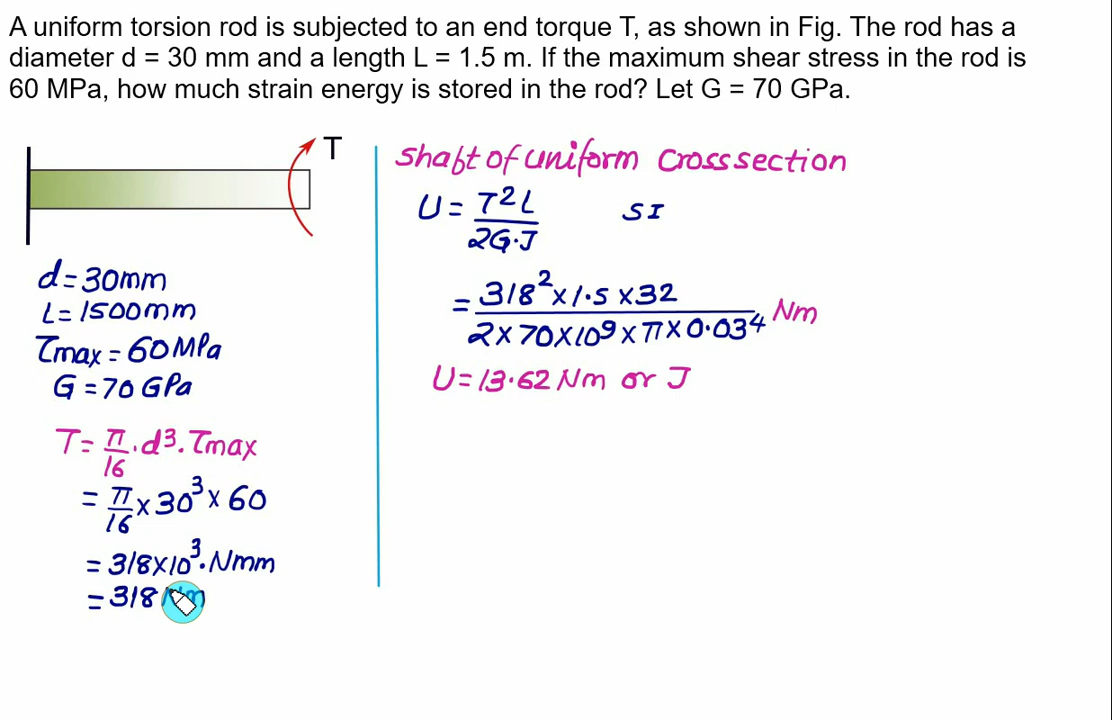 A uniform torsion rod is subjected to an end torque T, as shown in Fig. The rod has a
diameter d = 30 mm and a length L = 1.5 m. If the maximum shear stress in the rod is
60 MPa, how much strain energy is stored in the rod? Let G = 70 GPa.
T
d = 30mm
L = 1500mm
τmax = 60 MPa
G = 70 GPa
T = π/16 . d³ . τmax
= π/16 × 30³ × 60
= 318×10³ . Nmm
= 318
Shaft of uniform Cross section
U = T²L / 2G·J
SI
= 318² × 1.5 × 32 / 2 × 70 × 10⁹ × π × 0.03⁴ Nm
U = 13.62 Nm or J